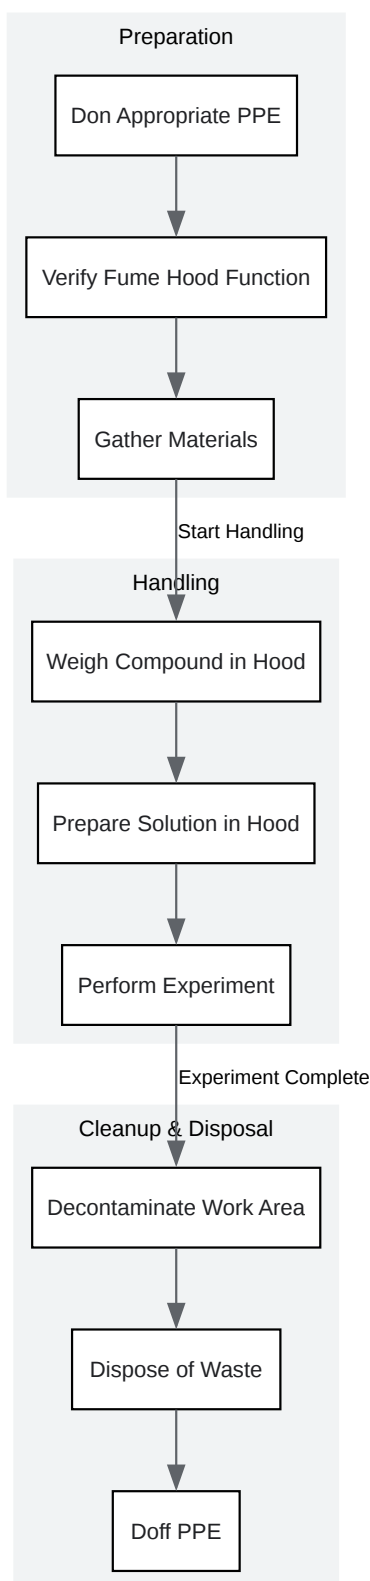 Preparation
Don Appropriate PPE
Verify Fume Hood Function
Gather Materials
Start Handling
Handling
Weigh Compound in Hood
Prepare Solution in Hood
Perform Experiment
Experiment Complete
Cleanup & Disposal
Decontaminate Work Area
Dispose of Waste
Doff PPE